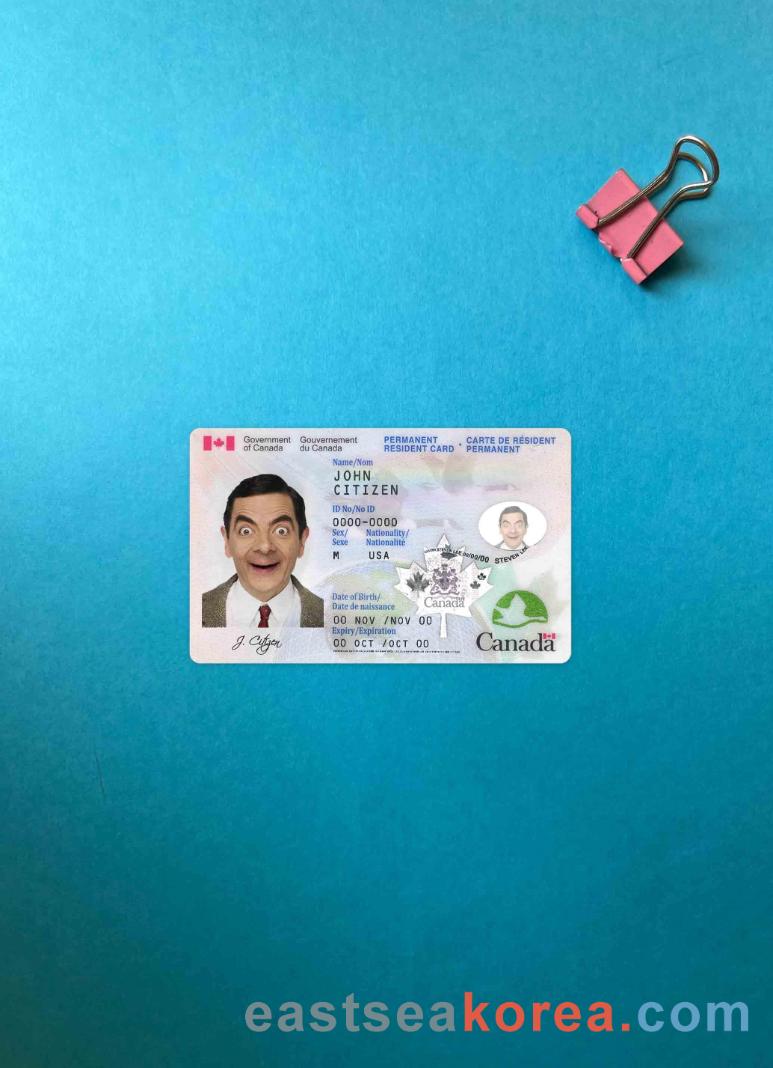 Government of Canada
Gouvernement du Canada
PERMANENT RESIDENT CARD • CARTE DE RÉSIDENT PERMANENT
Name/Nom
JOHN
CITIZEN
ID No/No ID
0000-0000
Sex/Sexe Nationality/Nationalité
M USA
Date of Birth/
Date de naissance
00 NOV /NOV 00
Expiry/Expiration
00 OCT /OCT 00
J. Citizen
00/00/00 STEVEN
Canada
Canada
eastseakorea.com